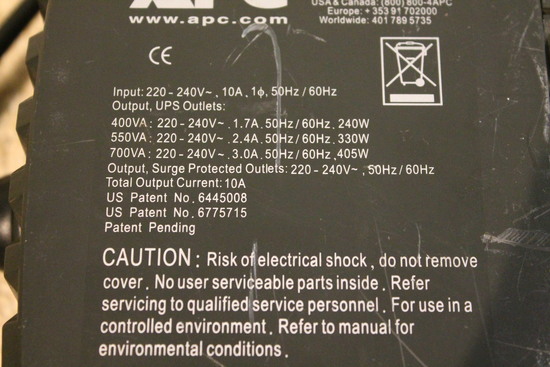 APC
www.apc.com
USA & Canada: (800) 800-4APC
Europe: + 353 91 702000
Worldwide: 401 789 5735
CE
Input: 220 - 240V~, 10A, 1ϕ, 50Hz / 60Hz
Output, UPS Outlets:
400VA: 220 - 240V~, 1.7A, 50Hz / 60Hz, 240W
550VA: 220 - 240V~, 2.4A, 50Hz / 60Hz, 330W
700VA: 220 - 240V~, 3.0A, 50Hz / 60Hz, 405W
Output, Surge Protected Outlets: 220 - 240V~, 50Hz / 60Hz
Total Output Current: 10A
US Patent No. 6445008
US Patent No. 6775715
Patent Pending
CAUTION: Risk of electrical shock, do not remove
cover. No user serviceable parts inside. Refer
servicing to qualified service personnel. For use in a
controlled environment. Refer to manual for
environmental conditions.